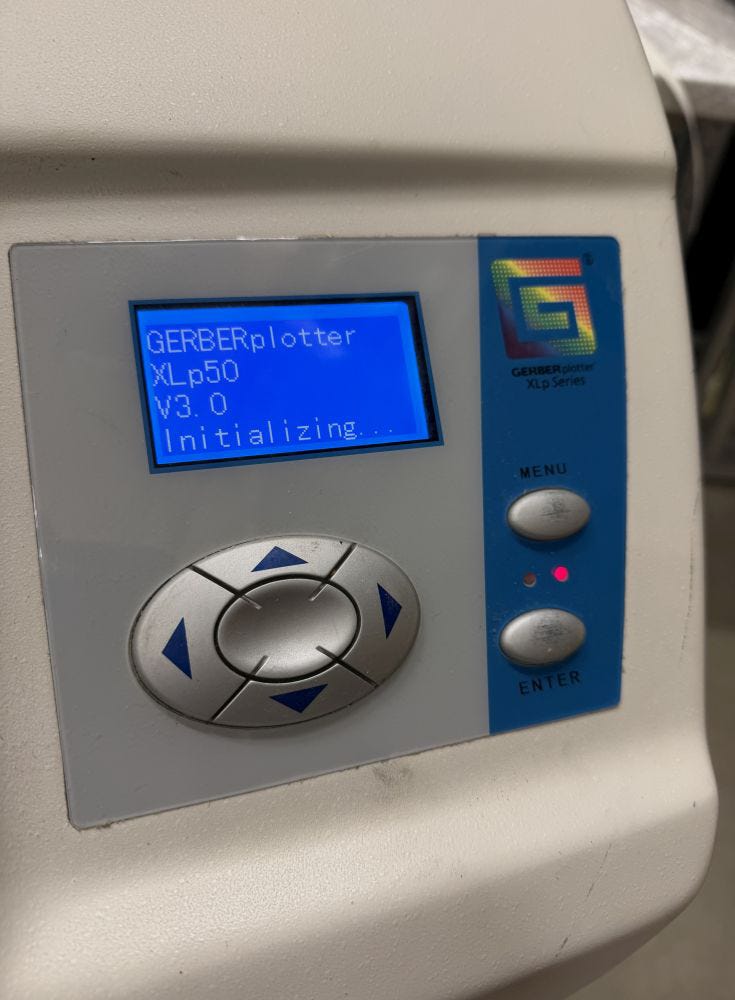 GERBERplotter
XLp50
V3.0
Initializing...
®
GERBERplotter
XLp Series
MENU
ENTER